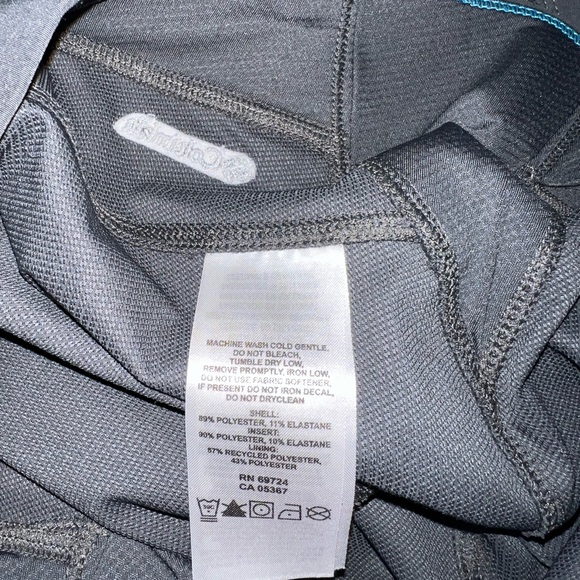 MACHINE WASH COLD GENTLE,
DO NOT BLEACH,
TUMBLE DRY LOW,
REMOVE PROMPTLY, IRON LOW,
DO NOT USE FABRIC SOFTENER,
IF PRESENT DO NOT IRON DECAL,
DO NOT DRYCLEAN
SHELL:
89% POLYESTER, 11% ELASTANE
INSERT:
90% POLYESTER, 10% ELASTANE
LINING:
57% RECYCLED POLYESTER,
43% POLYESTER
RN 69724
CA 05367